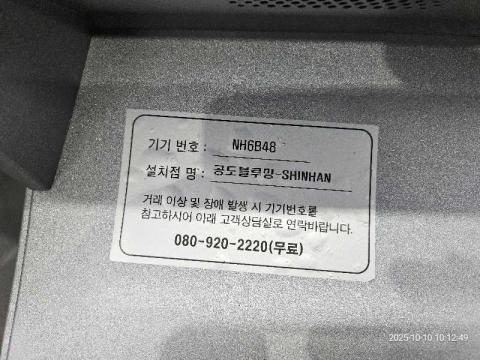 기기 번호 : NH6B48
설치점 명 : 공도블루밍-SHINHAN
거래 이상 및 장애 발생 시 기기번호를
참고하시어 아래 고객상담실로 연락바랍니다.
080-920-2220(무료)
2025-10-10 10:12:49